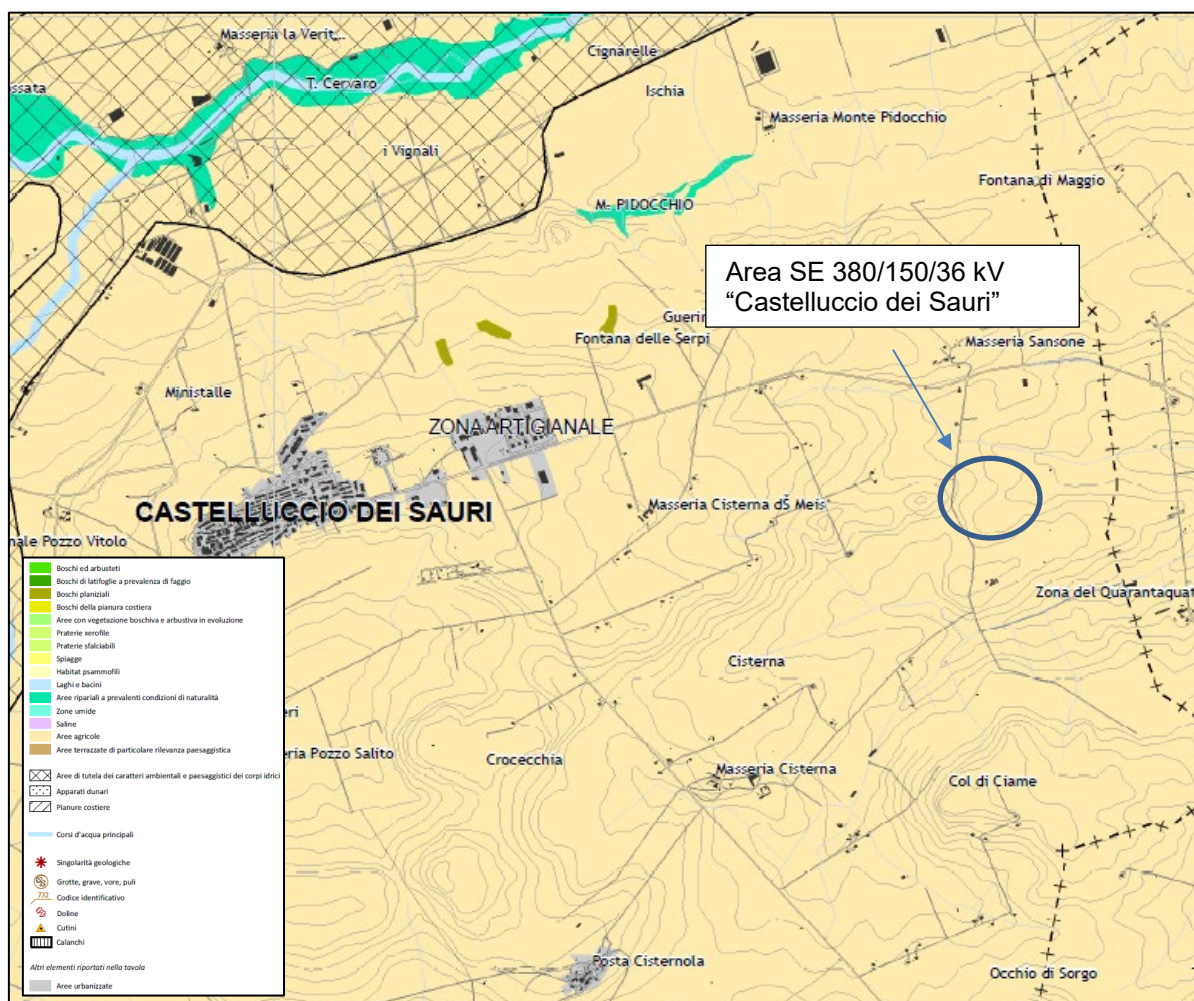 Masseria la Verit...
Cignarelle
ssata
T. Cervaro
Ischia
Masseria Monte Pidocchio
i Vignali
Fontana di Maggio
M. PIDOCCHIO
Area SE 380/150/36 kV
“Castelluccio dei Sauri”
Guerin
Fontana delle Serpi
Masseria Sansone
Ministalle
ZONA ARTIGIANALE
CASTELLUCCIO DEI SAURI
Masseria Cisterna dŠ Meis
nale Pozzo Vitolo
Zona del Quarantaquat
Cisterna
eri
eria Pozzo Salito
Crocecchia
Masseria Cisterna
Col di Ciame
Posta Cisternola
Occhio di Sorgo
Boschi ed arbusteti
Boschi di latifoglie a prevalenza di faggio
Boschi planiziali
Boschi della pianura costiera
Aree con vegetazione boschiva e arbustiva in evoluzione
Praterie xerofile
Praterie sfalciabili
Spiagge
Habitat psammofili
Laghi e bacini
Aree ripariali a prevalenti condizioni di naturalità
Zone umide
Saline
Aree agricole
Aree terrazzate di particolare rilevanza paesaggistica
Aree di tutela dei caratteri ambientali e paesaggistici dei corpi idrici
Apparati dunari
Pianure costiere
Corsi d'acqua principali
Singolarità geologiche
Grotte, grave, vore, puli
732 Codice identificativo
Doline
Cutini
Calanchi
Altri elementi riportati nella tavola
Aree urbanizzate